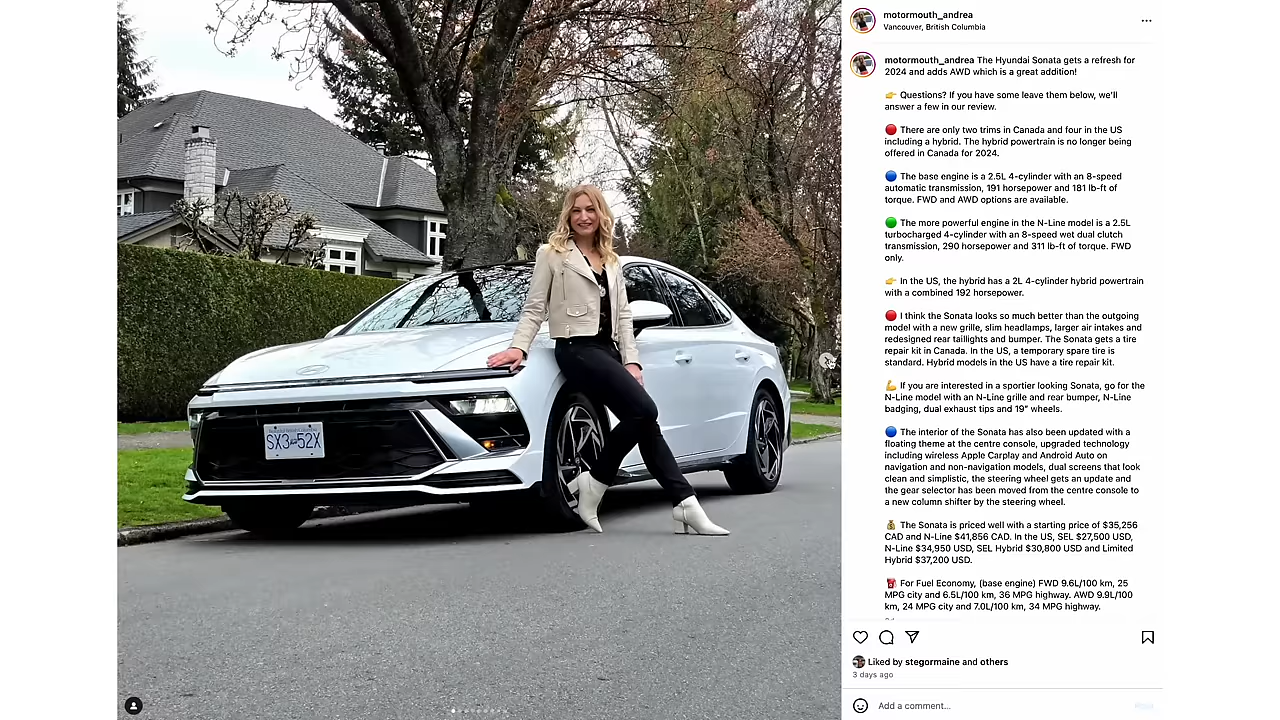 motormouth_andrea
Vancouver, British Columbia
motormouth_andrea The Hyundai Sonata gets a refresh for
2024 and adds AWD which is a great addition!
👉 Questions? If you have some leave them below, we'll
answer a few in our review.
🔴 There are only two trims in Canada and four in the US
including a hybrid. The hybrid powertrain is no longer being
offered in Canada for 2024.
🔵 The base engine is a 2.5L 4-cylinder with an 8-speed
automatic transmission, 191 horsepower and 181 lb-ft of
torque. FWD and AWD options are available.
🟢 The more powerful engine in the N-Line model is a 2.5L
turbocharged 4-cylinder with an 8-speed wet dual clutch
transmission, 290 horsepower and 311 lb-ft of torque. FWD
only.
👉 In the US, the hybrid has a 2L 4-cylinder hybrid powertrain
with a combined 192 horsepower.
🔴 I think the Sonata looks so much better than the outgoing
model with a new grille, slim headlamps, larger air intakes and
redesigned rear taillights and bumper. The Sonata gets a tire
repair kit in Canada. In the US, a temporary spare tire is
standard. Hybrid models in the US have a tire repair kit.
💪 If you are interested in a sportier looking Sonata, go for the
N-Line model with an N-Line grille and rear bumper, N-Line
badging, dual exhaust tips and 19" wheels.
🔵 The interior of the Sonata has also been updated with a
floating theme at the centre console, upgraded technology
including wireless Apple Carplay and Android Auto on
navigation and non-navigation models, dual screens that look
clean and simplistic, the steering wheel gets an update and
the gear selector has been moved from the centre console to
a new column shifter by the steering wheel.
💰 The Sonata is priced well with a starting price of $35,256
CAD and N-Line $41,856 CAD. In the US, SEL $27,500 USD,
N-Line $34,950 USD, SEL Hybrid $30,800 USD and Limited
Hybrid $37,200 USD.
⛽ For Fuel Economy, (base engine) FWD 9.6L/100 km, 25
MPG city and 6.5L/100 km, 36 MPG highway. AWD 9.9L/100
km, 24 MPG city and 7.0L/100 km, 34 MPG highway.
Liked by stegormaine and others
3 days ago
Add a comment...
Post
SX3 52X